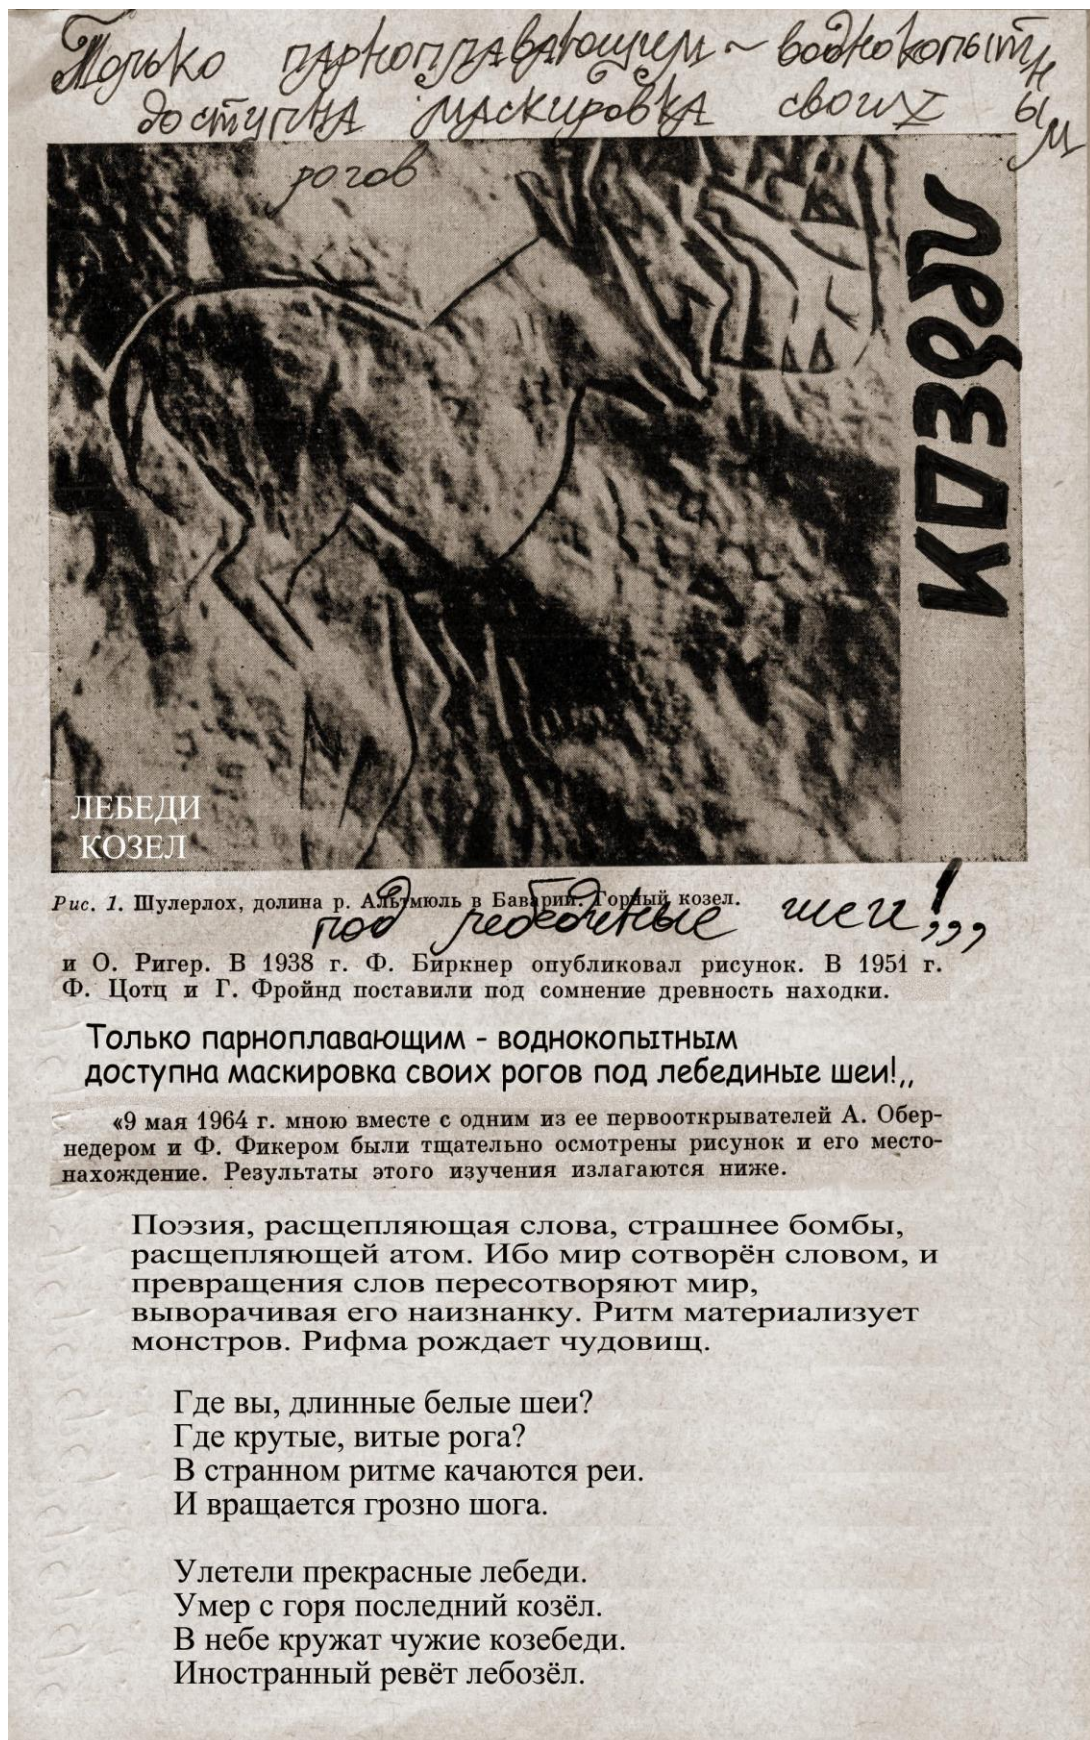 Только парноплавающим ~ воднокопытным
доступна маскировка своих
рогов
ЛЕБЕДИ
ЛЕБЕДИ
КОЗЕЛ
Рис. 1. Шулерлох, долина р. Альтмюль в Баварии. Горный козел.
под лебединые шеи!,,,
и О. Ригер. В 1938 г. Ф. Биркнер опубликовал рисунок. В 1951 г.
Ф. Цотц и Г. Фройнд поставили под сомнение древность находки.
Только парноплавающим - воднокопытным
доступна маскировка своих рогов под лебединые шеи!,,
«9 мая 1964 г. мною вместе с одним из ее первооткрывателей А. Обер-
недером и Ф. Фикером были тщательно осмотрены рисунок и его место-
нахождение. Результаты этого изучения излагаются ниже.
Поэзия, расщепляющая слова, страшнее бомбы,
расщепляющей атом. Ибо мир сотворён словом, и
превращения слов пересотворяют мир,
выворачивая его наизнанку. Ритм материализует
монстров. Рифма рождает чудовищ.
Где вы, длинные белые шеи?
Где крутые, витые рога?
В странном ритме качаются реи.
И вращается грозно шога.
Улетели прекрасные лебеди.
Умер с горя последний козёл.
В небе кружат чужие козебеди.
Иностранный ревёт лебозёл.